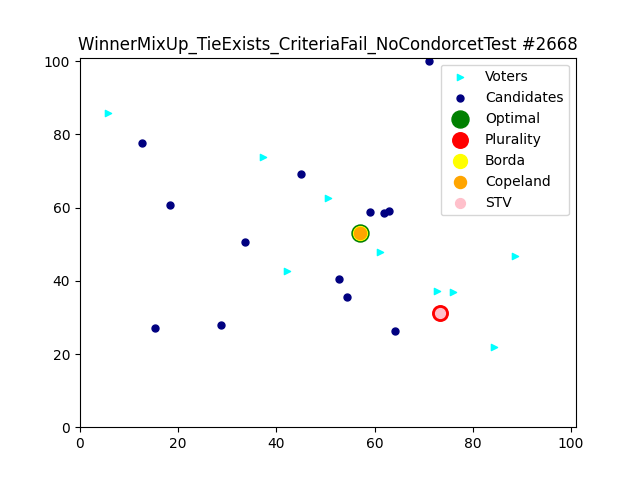 WinnerMixUp_TieExists_CriteriaFail_NoCondorcetTest #2668
100
80
60
40
20
0
0 20 40 60 80 100
Voters
Candidates
Optimal
Plurality
Borda
Copeland
STV